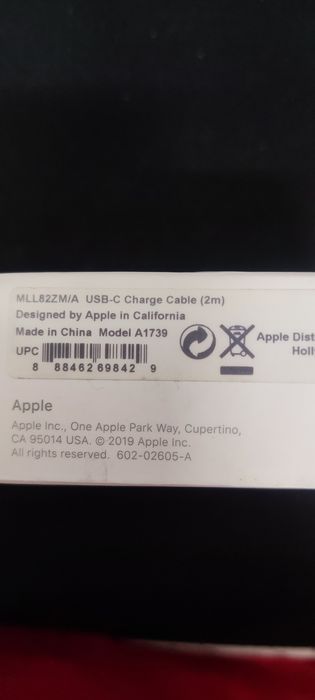 MLL82ZM/A USB-C Charge Cable (2m)
Designed by Apple in California
Made in China Model A1739
Apple Dist
Holl
UPC
8 88462 69842 9
Apple
Apple Inc., One Apple Park Way, Cupertino,
CA 95014 USA. © 2019 Apple Inc.
All rights reserved. 602-02605-A